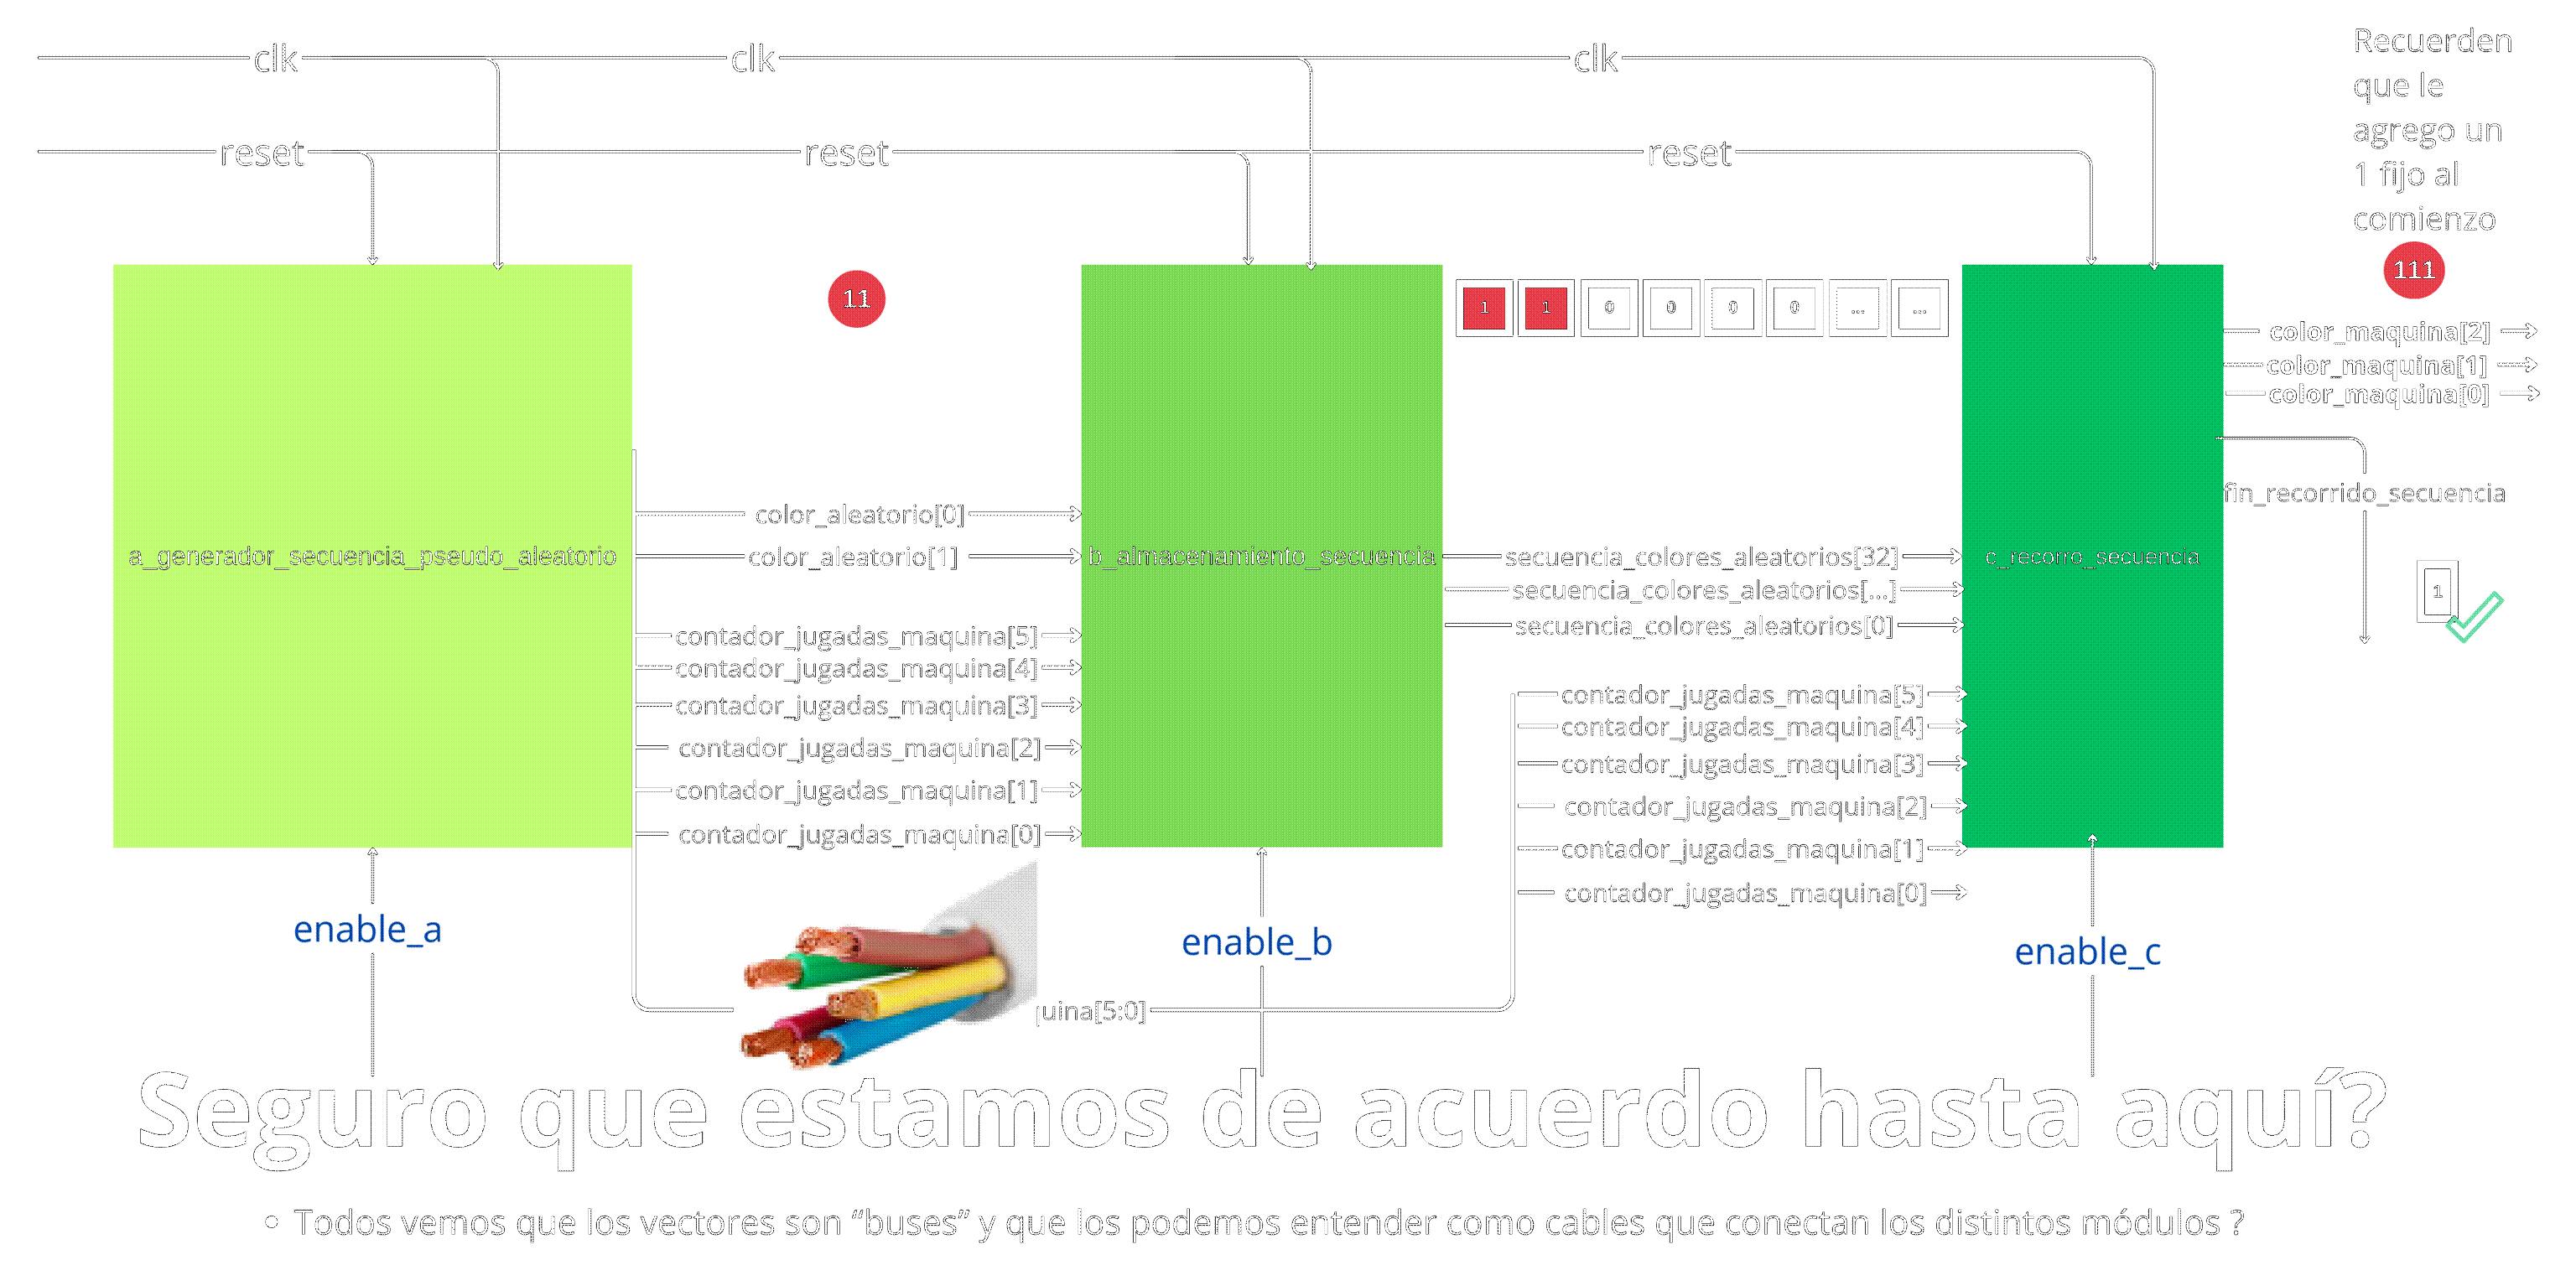 clk
clk
clk
reset
reset
reset
Recuerden
que le
agrego un
1 fijo al
comienzo
111
11
1 1 0 0 0 0 ... ...
color_maquina[2]
color_maquina[1]
color_maquina[0]
fin_recorrido_secuencia
1
a_generador_secuencia_pseudo_aleatorio
color_aleatorio[0]
color_aleatorio[1]
contador_jugadas_maquina[5]
contador_jugadas_maquina[4]
contador_jugadas_maquina[3]
contador_jugadas_maquina[2]
contador_jugadas_maquina[1]
contador_jugadas_maquina[0]
b_almacenamiento_secuencia
secuencia_colores_aleatorios[32]
secuencia_colores_aleatorios[...]
secuencia_colores_aleatorios[0]
contador_jugadas_maquina[5]
contador_jugadas_maquina[4]
contador_jugadas_maquina[3]
contador_jugadas_maquina[2]
contador_jugadas_maquina[1]
contador_jugadas_maquina[0]
c_recorro_secuencia
enable_a
enable_b
enable_c
uina[5:0]
Seguro que estamos de acuerdo hasta aquí?
• Todos vemos que los vectores son “buses” y que los podemos entender como cables que conectan los distintos módulos ?